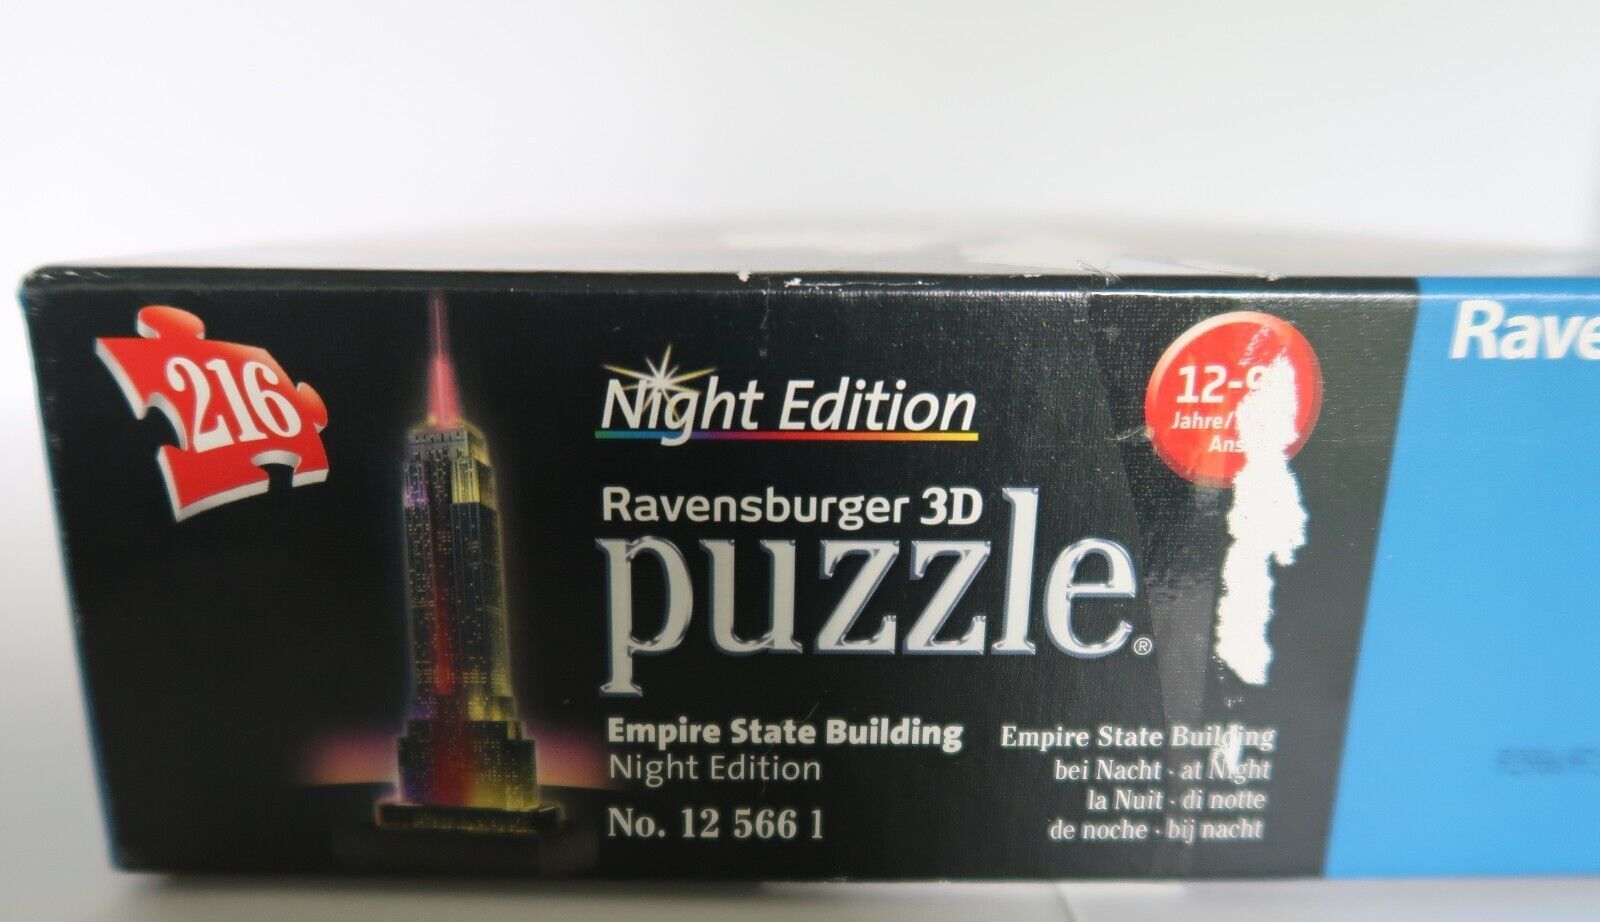 216
Night Edition
Ravensburger 3D
puzzle®
Empire State Building
Night Edition
No. 12 566 1
12-9
Jahre/
Ans
Empire State Building
bei Nacht · at Night
la Nuit · di notte
de noche · bij nacht
Rave